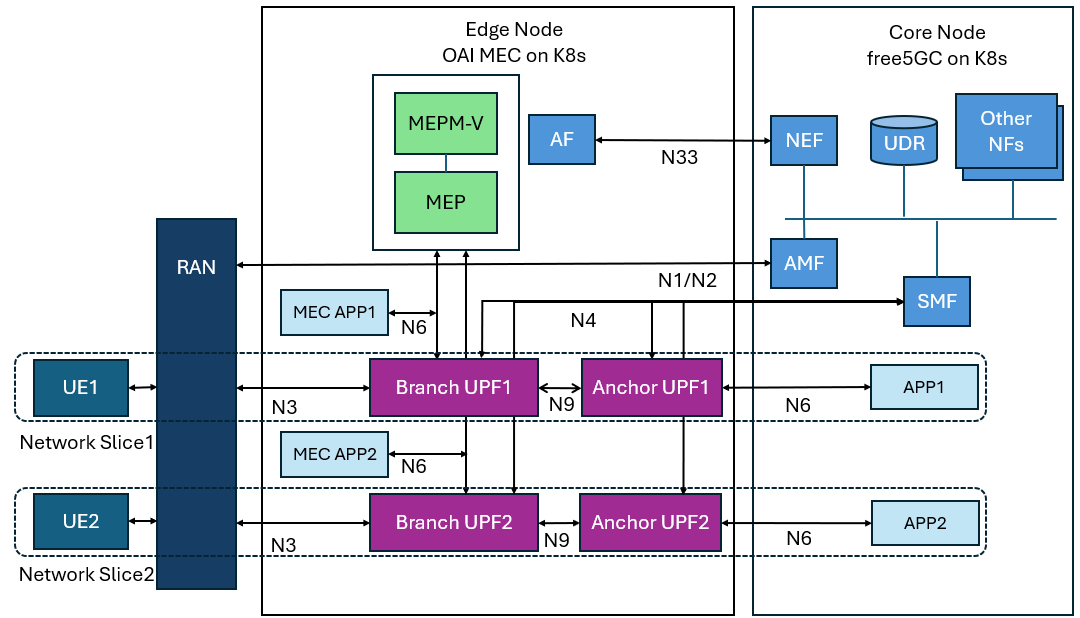 Edge Node
OAI MEC on K8s
Core Node
free5GC on K8s
MEPM-V
MEP
AF
N33
NEF
UDR
Other
NFs
RAN
AMF
N1/N2
SMF
MEC APP1
N6
N4
UE1
N3
Branch UPF1
N9
Anchor UPF1
N6
APP1
Network Slice1
MEC APP2
N6
UE2
N3
Branch UPF2
N9
Anchor UPF2
N6
APP2
Network Slice2